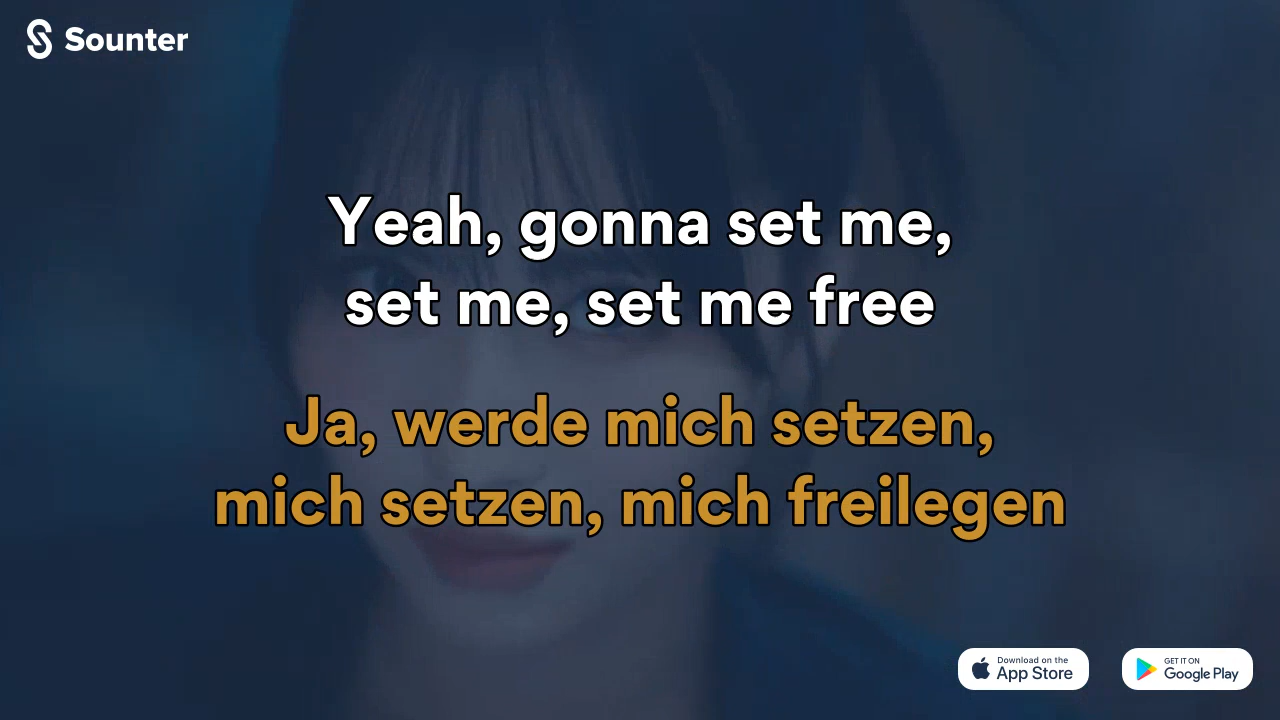 Sounter
Yeah, gonna set me,
set me, set me free
Ja, werde mich setzen,
mich setzen, mich freilegen
Download on the
App Store
GET IT ON
Google Play